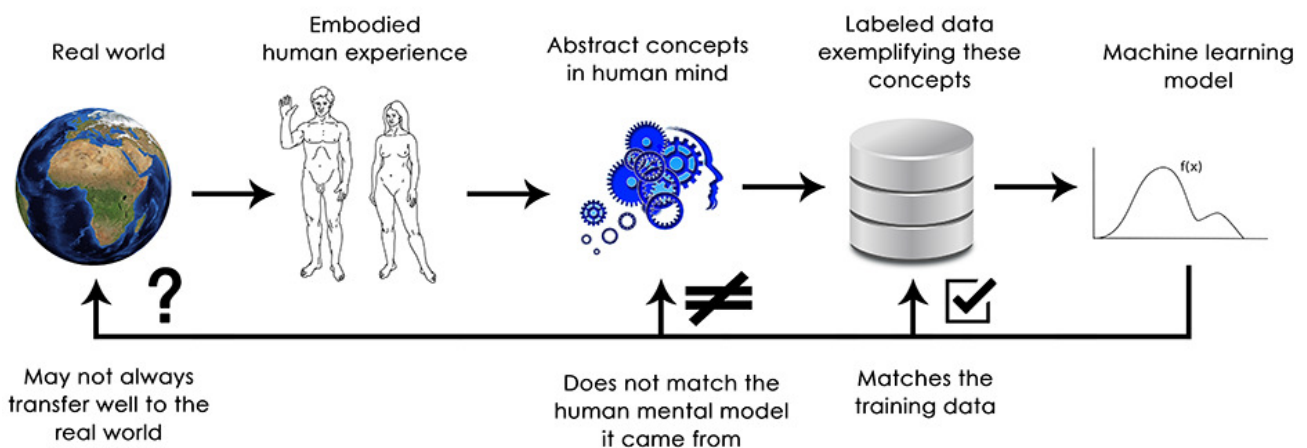 Real world
Embodied
human experience
Abstract concepts
in human mind
Labeled data
exemplifying these
concepts
Machine learning
model
f(x)
?
May not always
transfer well to the
real world
Does not match the
human mental model
it came from
Matches the
training data